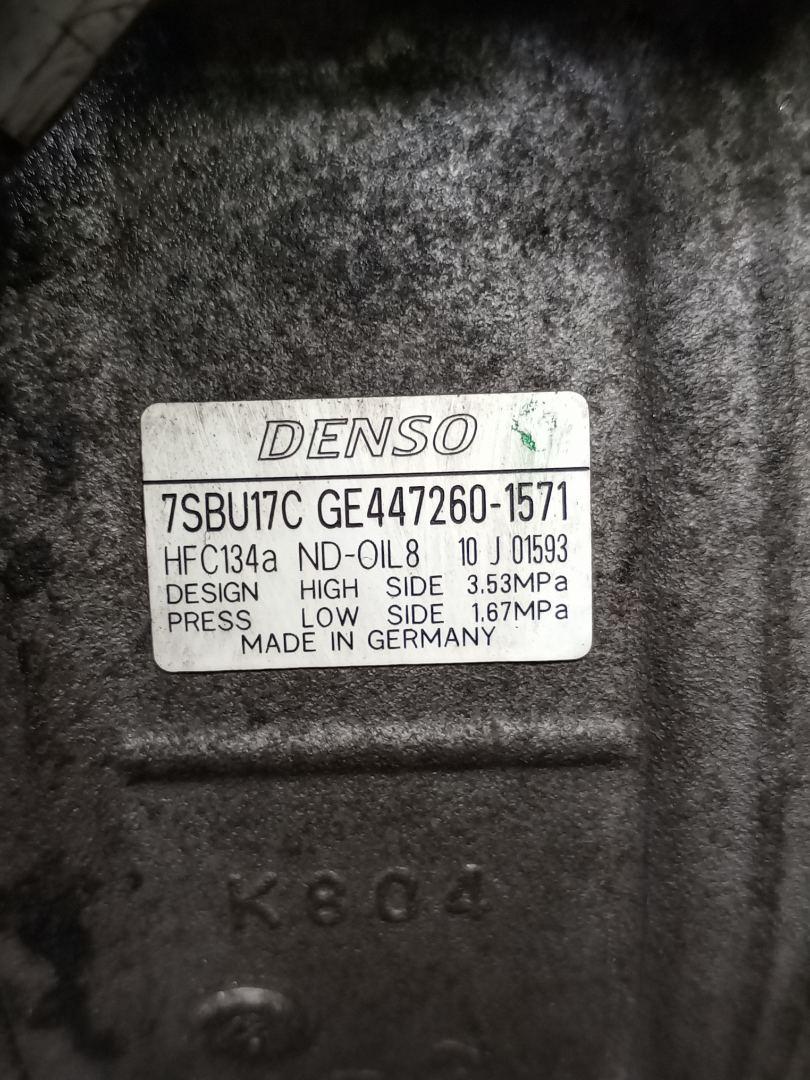 DENSO
7SBU17C GE447260-1571
HFC134a ND-OIL8 10 J 01593
DESIGN HIGH SIDE 3.53MPa
PRESS LOW SIDE 1.67MPa
MADE IN GERMANY
K804